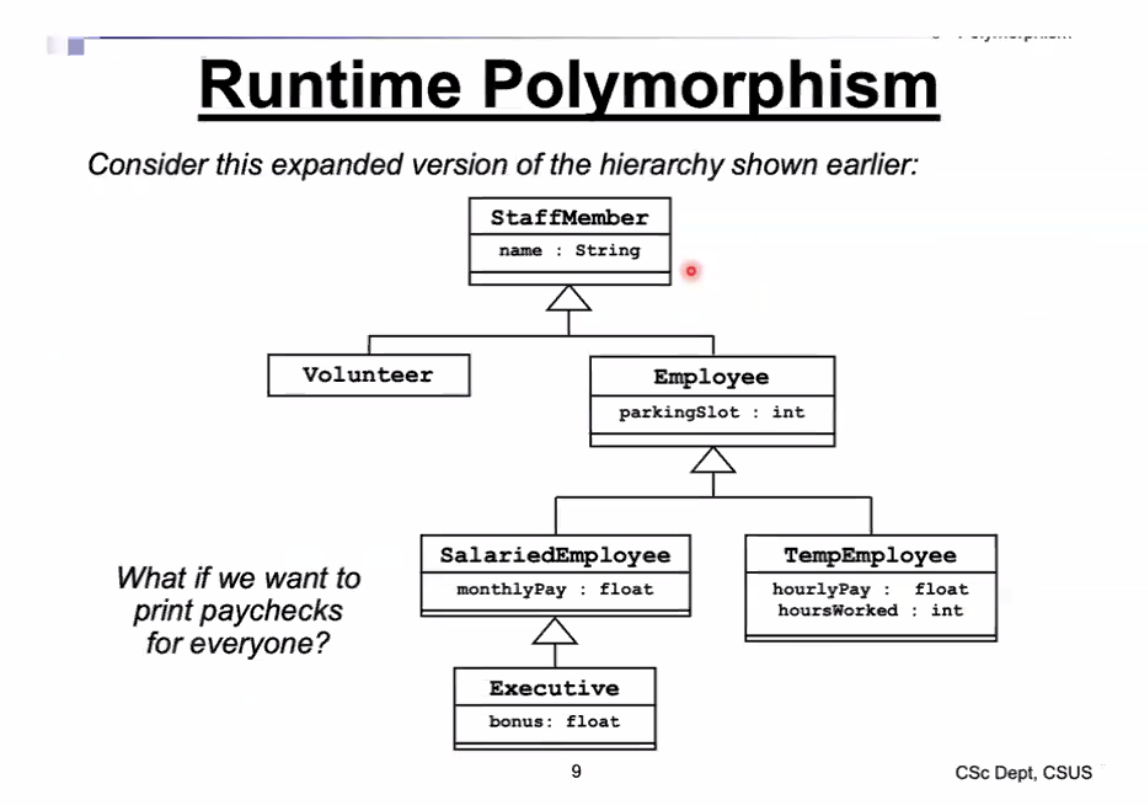 Runtime Polymorphism
Consider this expanded version of the hierarchy shown earlier:
StaffMember
name : String
Volunteer
Employee
parkingSlot : int
SalariedEmployee
monthlyPay : float
TempEmployee
hourlyPay : float
hoursWorked : int
What if we want to
print paychecks
for everyone?
Executive
bonus: float
9
CSc Dept, CSUS